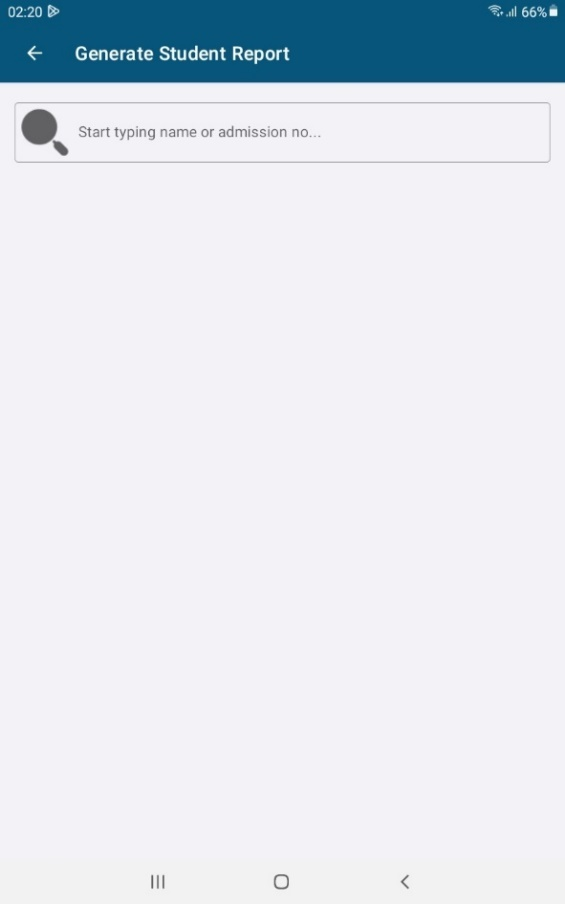 02:20 66%
Generate Student Report
Start typing name or admission no...